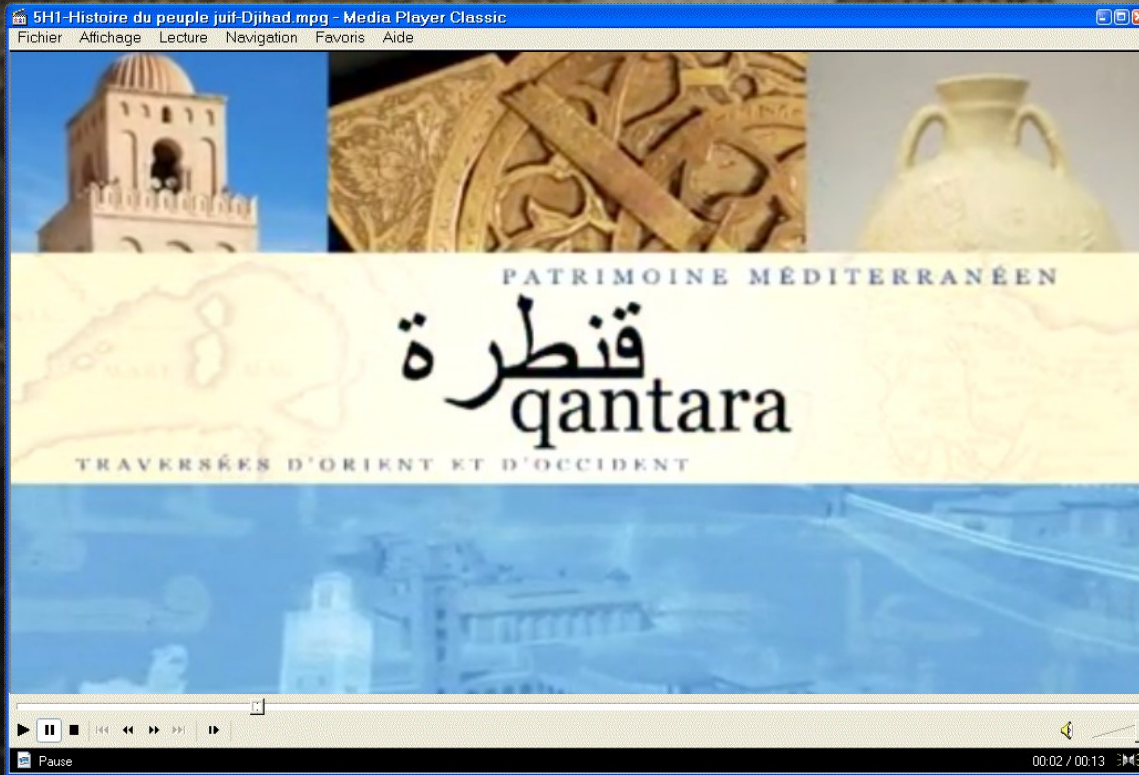 5H1-Histoire du peuple juif-Djihad.mpg - Media Player Classic
Fichier Affichage Lecture Navigation Favoris Aide
PATRIMOINE MÉDITERRANÉEN
قنطرة
qantara
TRAVERSÉES D'ORIENT ET D'OCCIDENT
Pause
00:02 / 00:13